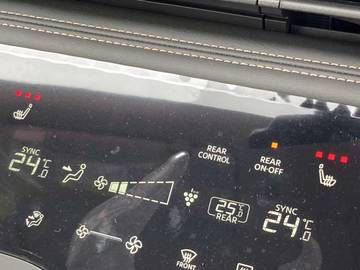 REAR
CONTROL
REAR
ON·OFF
SYNC
24.0°C
25.0°C
REAR
SYNC
24.0°C
FRONT